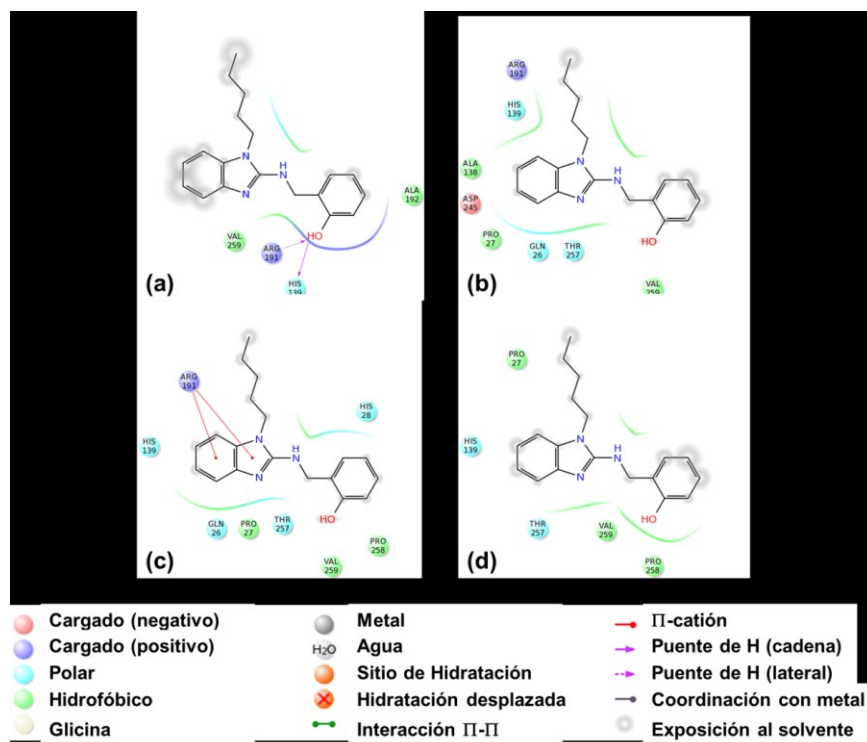 N
N
H
N
HO
VAL
259
ARG
191
HIS
139
ALA
192
(a)
ARG
191
HIS
139
ALA
138
ASP
245
PRO
27
GLN
26
THR
257
N
N
H
N
HO
VAL
259
(b)
ARG
191
HIS
139
HIS
28
N
N
H
N
HO
GLN
26
PRO
27
THR
257
VAL
259
PRO
258
(c)
PRO
27
HIS
139
N
N
H
N
HO
THR
257
VAL
259
PRO
258
(d)
Cargado (negativo)
Cargado (positivo)
Polar
Hidrofóbico
Glicina
Metal
H₂O Agua
Sitio de Hidratación
Hidratación desplazada
Interacción Π-Π
Π-catión
Puente de H (cadena)
Puente de H (lateral)
Coordinación con metal
Exposición al solvente